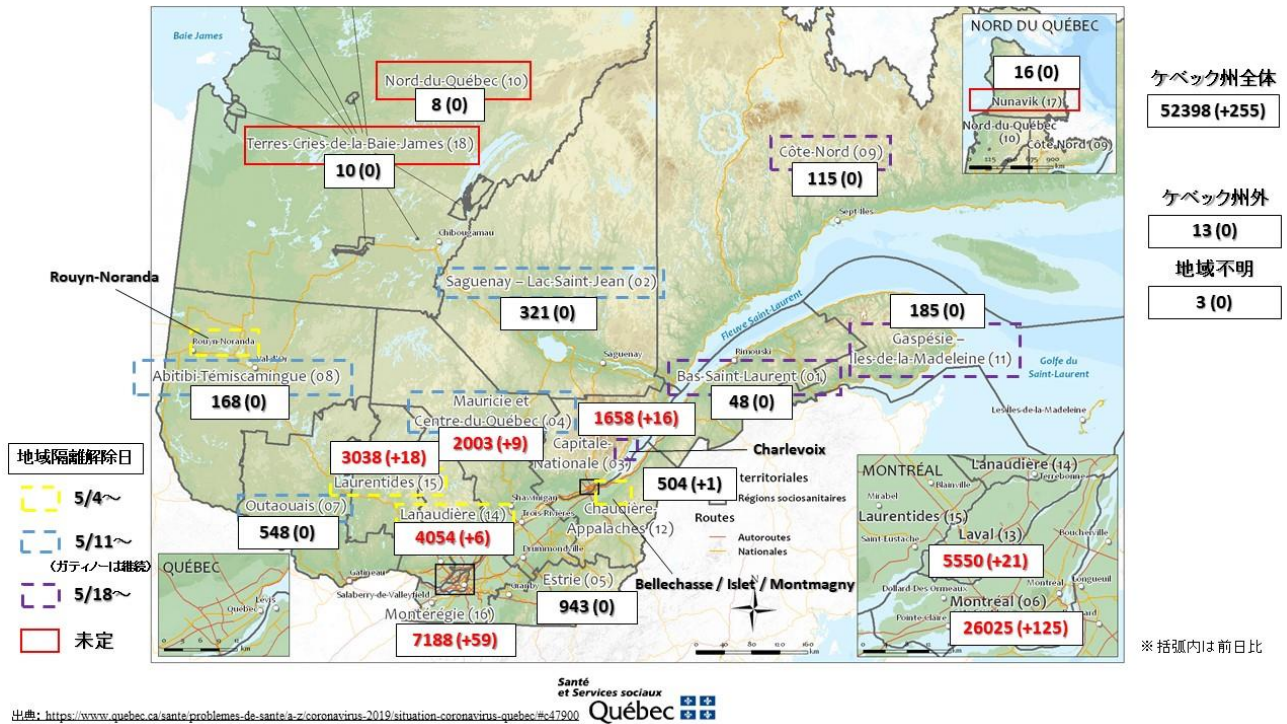 Baie James
Nord-du-Québec (10)
8 (0)
Terres-Cries-de-la-Baie-James (18)
10 (0)
Chibougamau
Côte-Nord (09)
115 (0)
Sept-Îles
NORD DU QUÉBEC
16 (0)
Nunavik (17)
Nord-du-Québec
(10)
Côte Nord (09)
ケベック州全体
52398 (+255)
ケベック州外
13 (0)
地域不明
3 (0)
Rouyn-Noranda
Rouyn-Noranda
Val-d'Or
Abitibi-Témiscamingue (08)
168 (0)
Saguenay – Lac-Saint-Jean (02)
321 (0)
Saguenay
Fleuve Saint-Laurent
185 (0)
Gaspésie –
Îles-de-la-Madeleine (11)
Golfe du
Saint-Laurent
Les Îles-de-la-Madeleine
Rimouski
Bas-Saint-Laurent (01)
48 (0)
Mauricie et
Centre-du-Québec (04)
2003 (+9)
1658 (+16)
Capitale-
Nationale (03)
Charlevoix
3038 (+18)
Laurentides (15)
504 (+1)
territoriales
Régions sociosanitaires
Routes
Autoroutes
Nationales
Chaudière-
Appalaches (12)
Bellechasse / Islet / Montmagny
Outaouais (07)
548 (0)
Lanaudière (14)
4054 (+6)
Shawinigan
Trois-Rivières
Drummondville
Gatineau
Salaberry-de-Valleyfield
Granby
Estrie (05)
943 (0)
Montérégie (16)
7188 (+59)
地域隔離解除日
5/4～
5/11～
(ガティノーは継続)
5/18～
未定
QUÉBEC
Québec
Lévis
MONTRÉAL
Lanaudière (14)
Terrebonne
Blainville
Mirabel
Laurentides (15)
Boucherville
Saint-Eustache
Laval (13)
5550 (+21)
Montréal
Longueuil
Dollard-Des Ormeaux
Montréal (06)
Pointe-Claire
26025 (+125)
※括弧内は前日比
Santé
et Services sociaux
Québec
出典: https://www.quebec.ca/sante/problemes-de-sante/a-z/coronavirus-2019/situation-coronavirus-quebec/#c47900